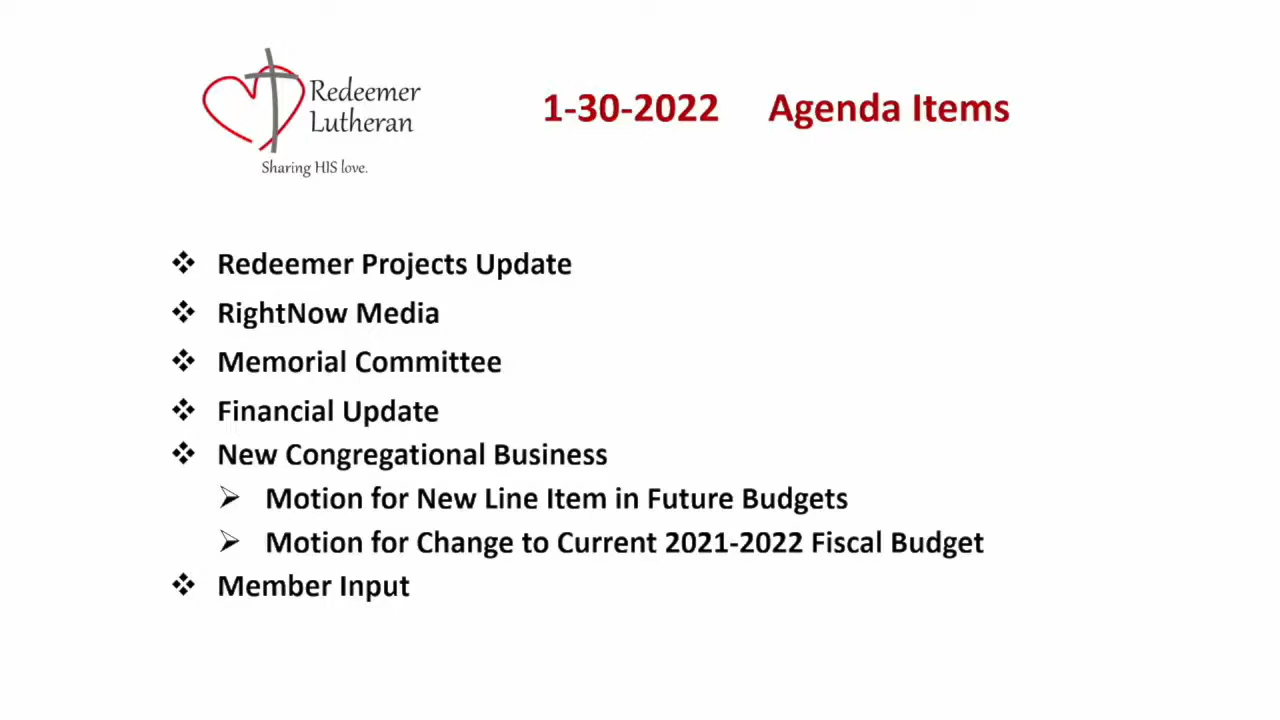 Redeemer
Lutheran
Sharing HIS love.
1-30-2022 Agenda Items
Redeemer Projects Update
RightNow Media
Memorial Committee
Financial Update
New Congregational Business
Motion for New Line Item in Future Budgets
Motion for Change to Current 2021-2022 Fiscal Budget
Member Input